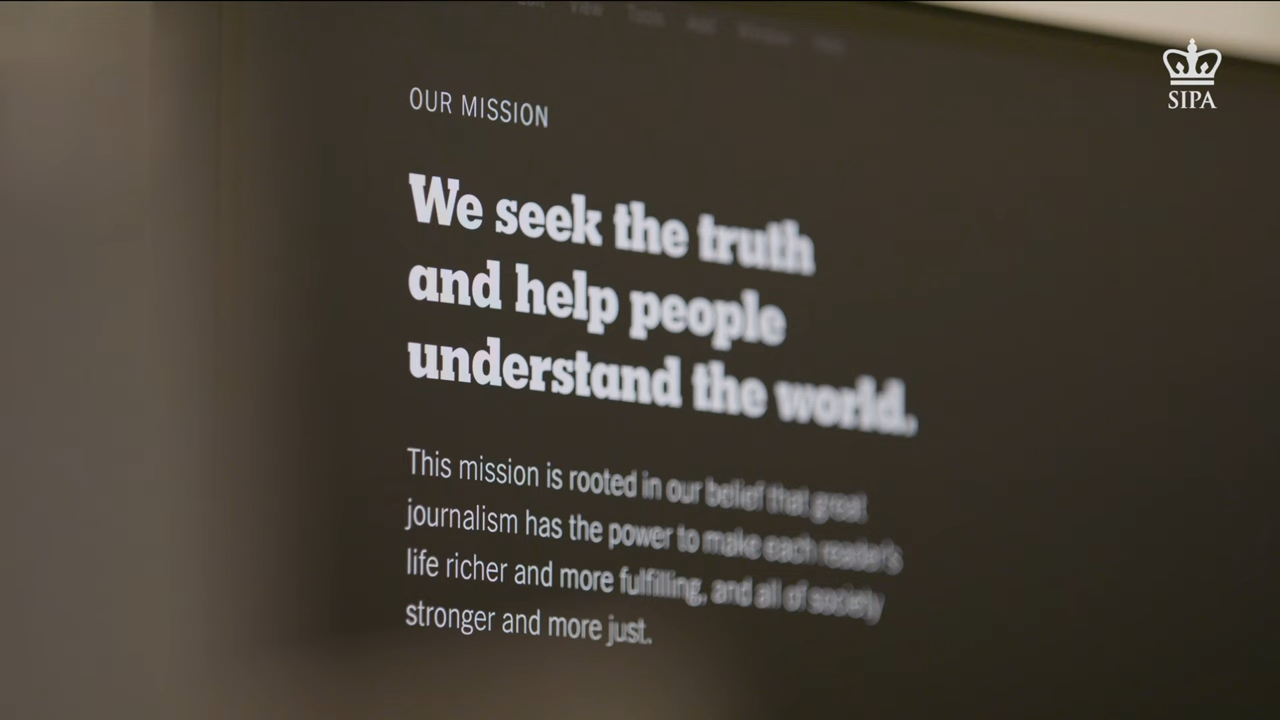 View Tools
SIPA
OUR MISSION
We seek the truth
and help people
understand the world.
This mission is rooted in our belief that great
journalism has the power to make each reader's
life richer and more fulfilling, and all of society
stronger and more just.